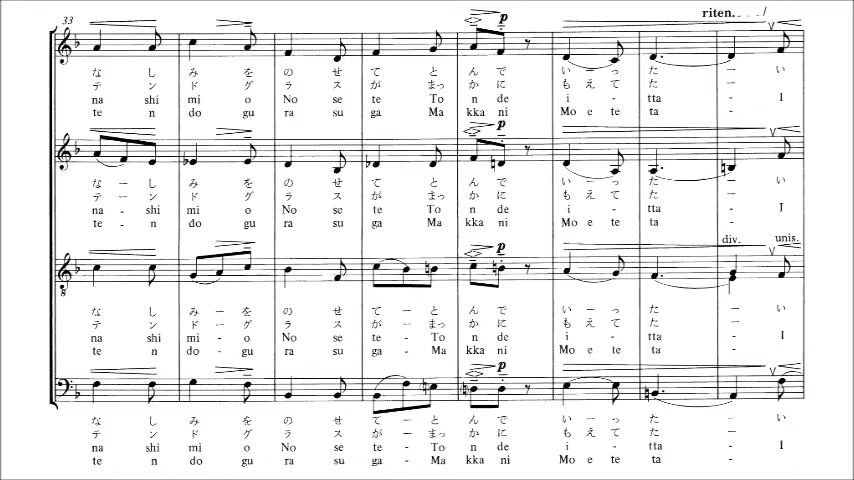 33
riten.
p
な し み を の せ て と ん で い ー っ た ー い
テ ン ド グ ラ ス が まっ か に も え て た ー
na shi mi o No se te To n de i - tta - I
te n do gu ra su ga Ma kka ni Mo e te ta -
p
な ー し み を の せ て と ん で い ー っ た ー い
テ ー ン ド グ ラ ス が まっ か に も え て た ー
na - shi mi o No se te To n de i - tta - I
te - n do gu ra su ga Ma kka ni Mo e te ta -
div. unis.
p
8
な し み ー を の せ て ー と ん で い ー っ た ー い
テ ン ド ー グ ラ ス が ー まっ か に も え て た ー
na shi mi - o No se te - To n de i - tta - I
te n do - gu ra su ga - Ma kka ni Mo e te ta -
p
な し み を の せ て ー と ん で い ー っ た ー い
テ ン ド グ ラ ス が ー まっ か に も え て た ー
na shi mi o No se te - To n de i - tta - I
te n do gu ra su ga - Ma kka ni Mo e te ta -